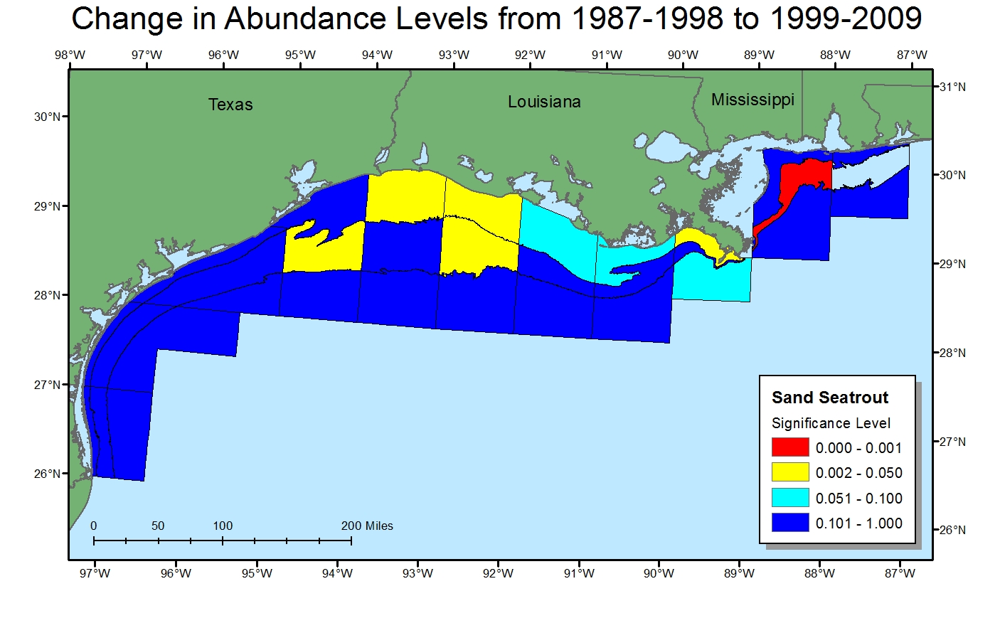 Change in Abundance Levels from 1987-1998 to 1999-2009
98°W 97°W 96°W 95°W 94°W 93°W 92°W 91°W 90°W 89°W 88°W 87°W
31°N
Texas Louisiana Mississippi
30°N
30°N
29°N
29°N
28°N
28°N
27°N
Sand Seatrout
Significance Level
0.000 - 0.001
0.002 - 0.050
0.051 - 0.100
0.101 - 1.000
27°N
26°N
26°N
0 50 100 200 Miles
97°W 96°W 95°W 94°W 93°W 92°W 91°W 90°W 89°W 88°W 87°W